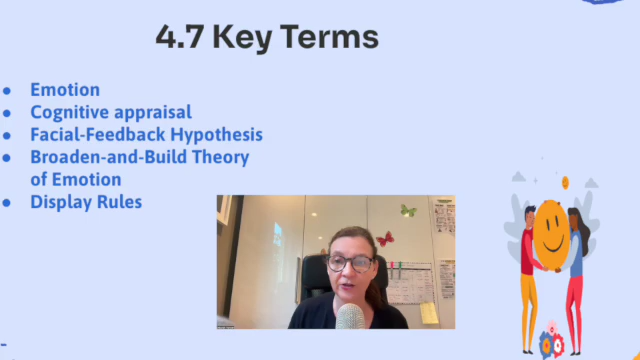 4.7 Key Terms
● Emotion
● Cognitive appraisal
● Facial-Feedback Hypothesis
● Broaden-and-Build Theory
of Emotion
● Display Rules